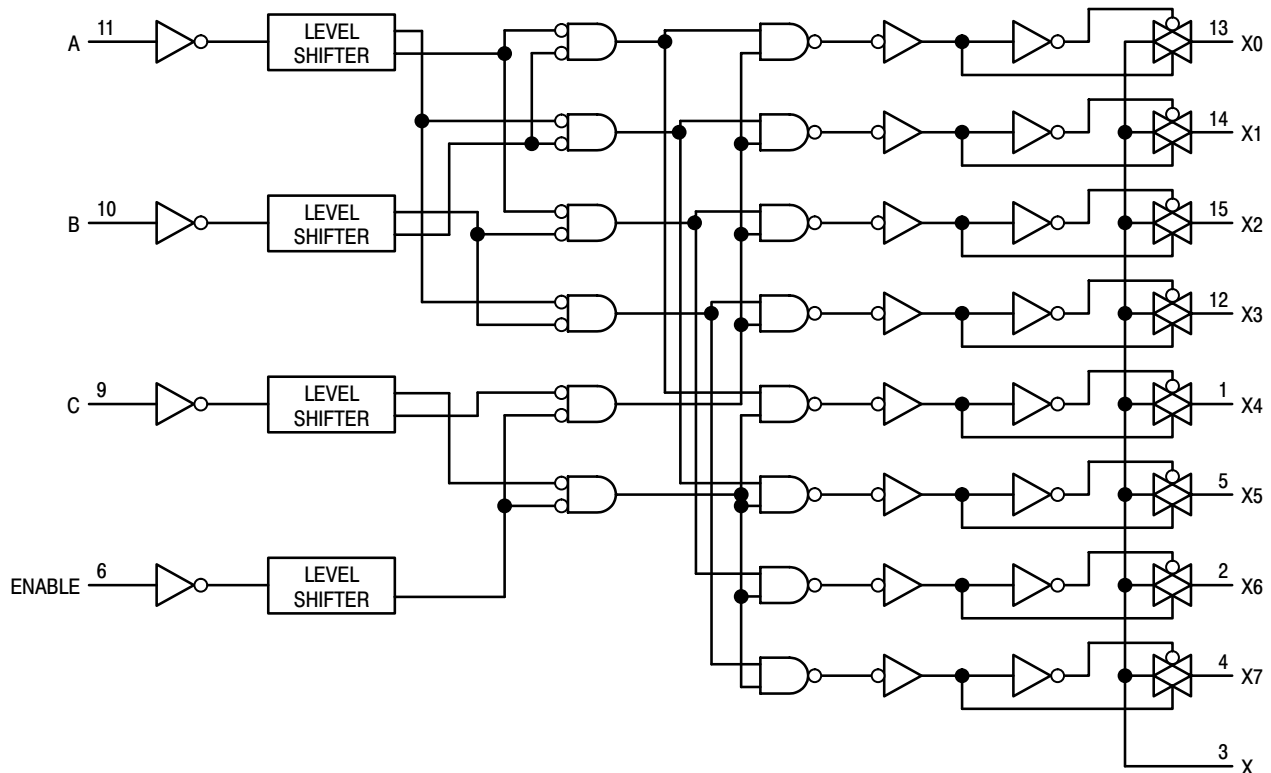 A 11 LEVEL SHIFTER 13 X0
14 X1
B 10 LEVEL SHIFTER 15 X2
12 X3
C 9 LEVEL SHIFTER 1 X4
5 X5
ENABLE 6 LEVEL SHIFTER 2 X6
4 X7
3 X